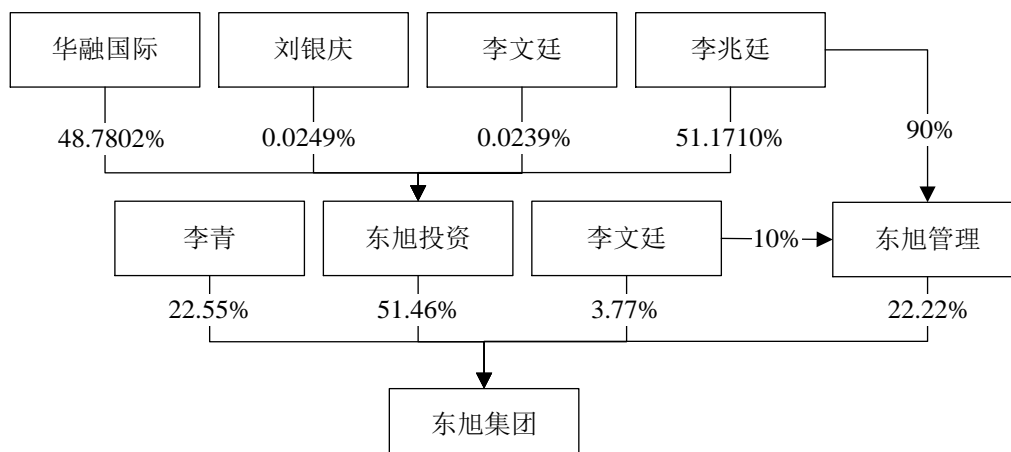 华融国际
刘银庆
李文廷
李兆廷
48.7802%
0.0249%
0.0239%
51.1710%
90%
李青
东旭投资
李文廷
10%
东旭管理
22.55%
51.46%
3.77%
22.22%
东旭集团